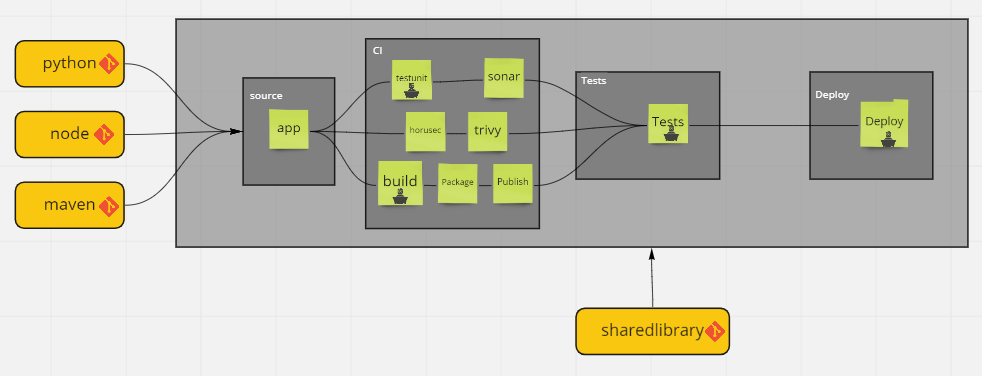 python
node
maven
source
app
CI
testunit
sonar
horusec
trivy
build
Package
Publish
Tests
Tests
Deploy
Deploy
sharedlibrary